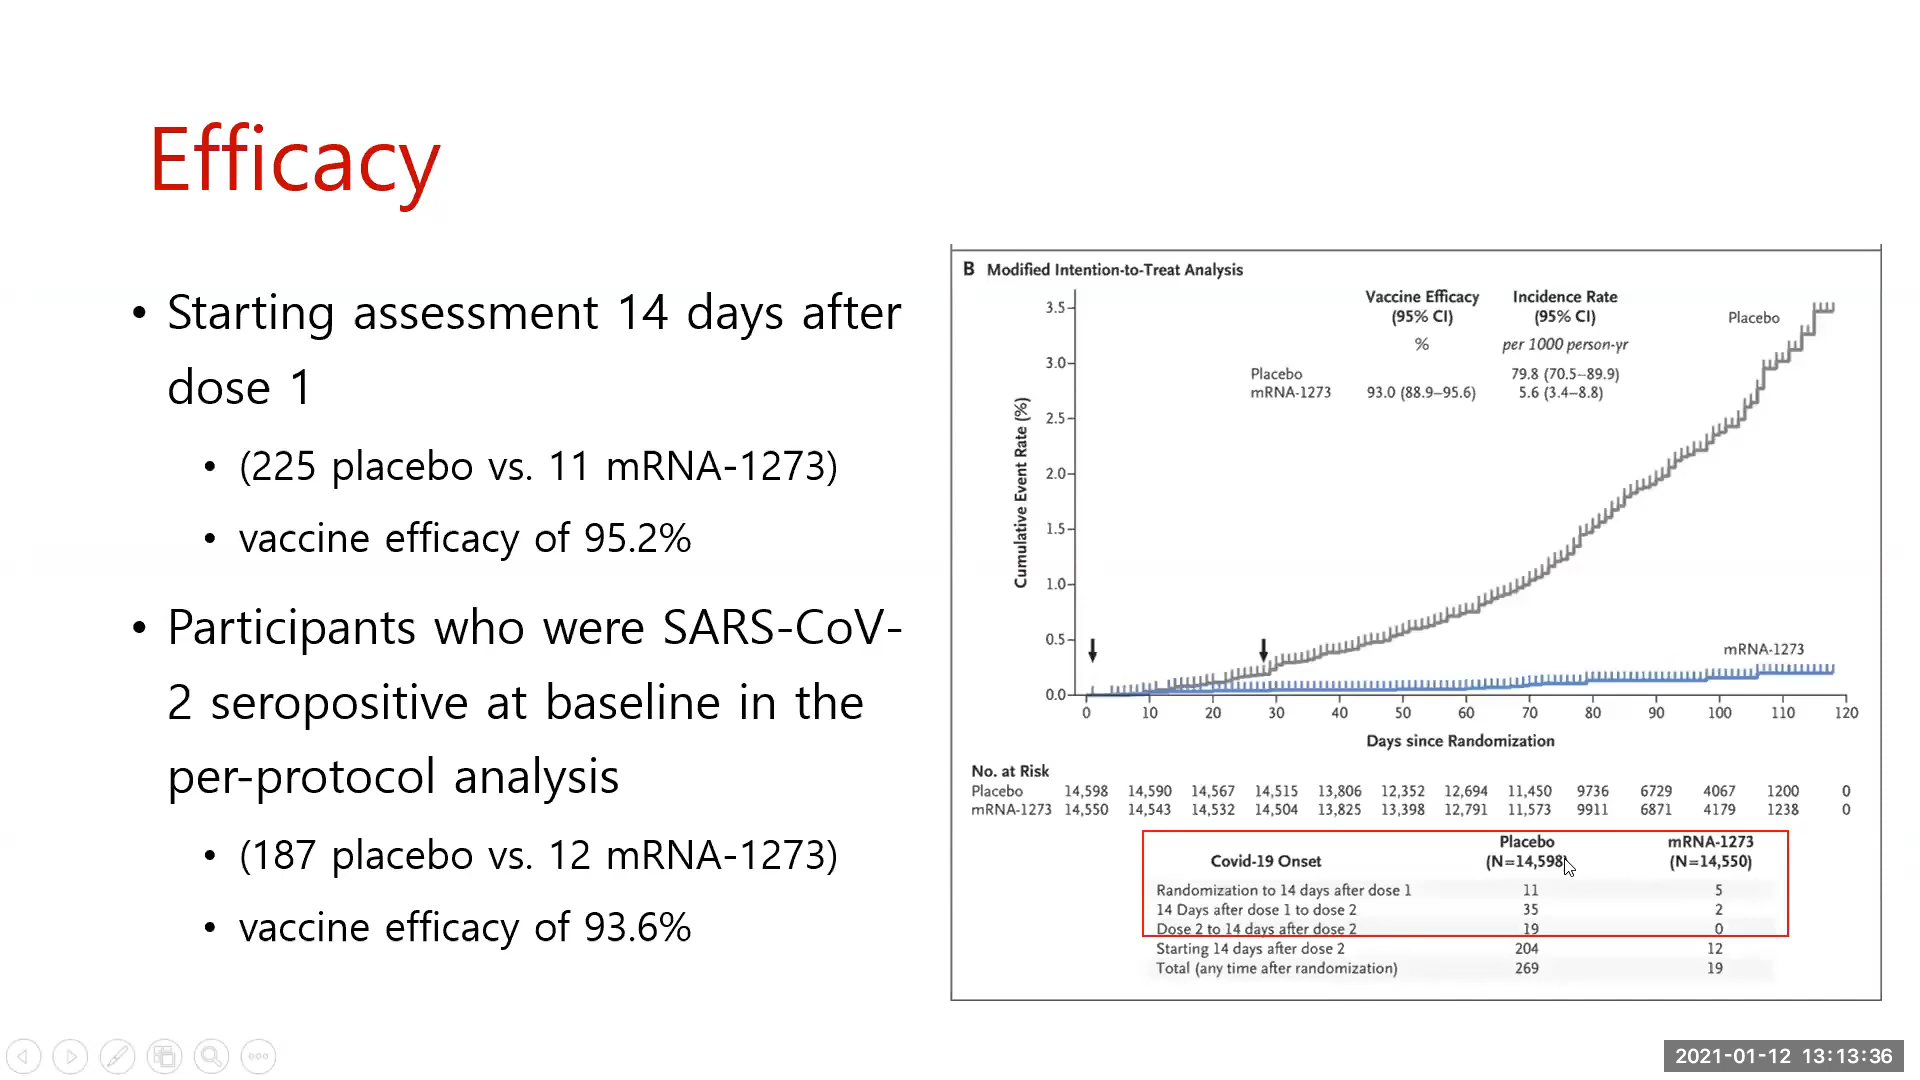 Efficacy
• Starting assessment 14 days after
dose 1
• (225 placebo vs. 11 mRNA-1273)
• vaccine efficacy of 95.2%
• Participants who were SARS-CoV-
2 seropositive at baseline in the
per-protocol analysis
• (187 placebo vs. 12 mRNA-1273)
• vaccine efficacy of 93.6%
B Modified Intention-to-Treat Analysis
Vaccine Efficacy Incidence Rate
(95% CI) (95% CI)
% per 1000 person-yr
Placebo 79.8 (70.5–89.9)
mRNA-1273 93.0 (88.9–95.6) 5.6 (3.4–8.8)
Placebo
mRNA-1273
Cumulative Event Rate (%)
3.5
3.0
2.5
2.0
1.5
1.0
0.5
0.0
0 10 20 30 40 50 60 70 80 90 100 110 120
Days since Randomization
No. at Risk
Placebo 14,598 14,590 14,567 14,515 13,806 12,352 12,694 11,450 9736 6729 4067 1200 0
mRNA-1273 14,550 14,543 14,532 14,504 13,825 13,398 12,791 11,573 9911 6871 4179 1238 0
Placebo mRNA-1273
Covid-19 Onset (N=14,598) (N=14,550)
Randomization to 14 days after dose 1 11 5
14 Days after dose 1 to dose 2 35 2
Dose 2 to 14 days after dose 2 19 0
Starting 14 days after dose 2 204 12
Total (any time after randomization) 269 19
2021-01-12 13:13:36